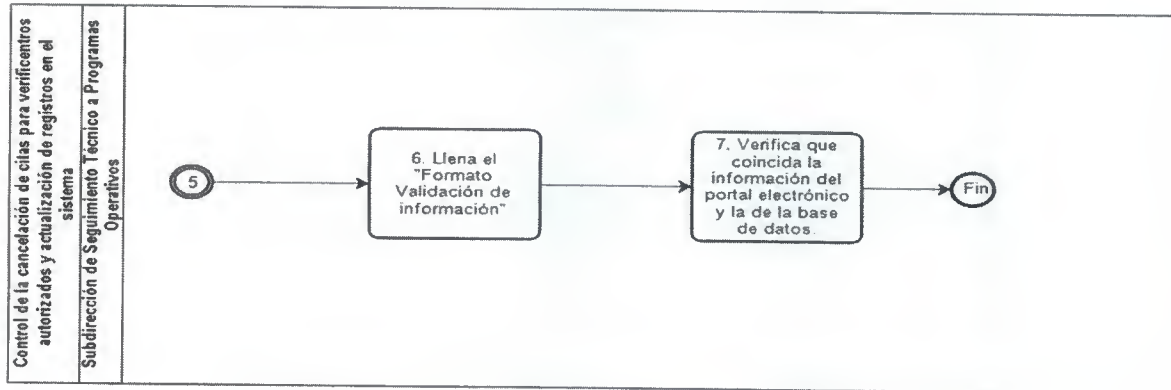 Control de la cancelación de citas para verificentros
autorizados y actualización de registros en el
sistema
Subdirección de Seguimiento Técnico a Programas
Operativos
5
6. Llena el
"Formato
Validación de
información"
7. Verifica que
coincida la
información del
portal electrónico
y la de la base
de datos.
Fin